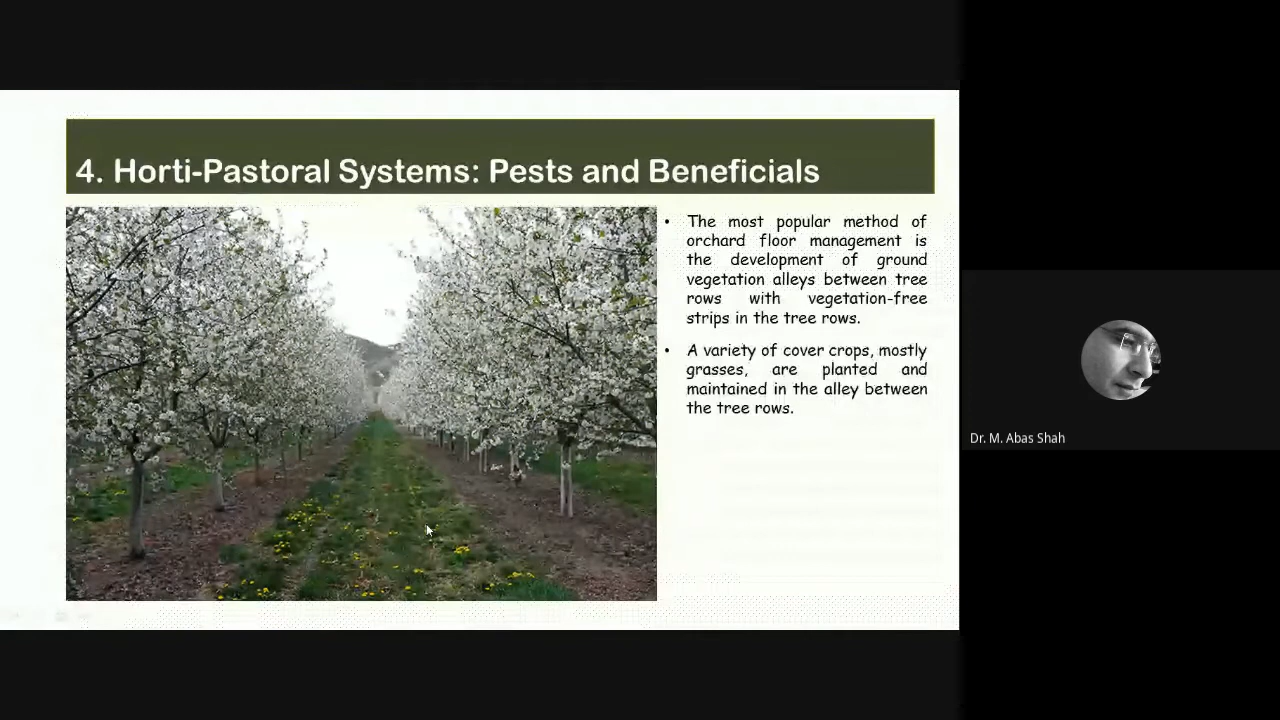 4. Horti-Pastoral Systems: Pests and Beneficials
• The most popular method of
orchard floor management is
the development of ground
vegetation alleys between tree
rows with vegetation-free
strips in the tree rows.
• A variety of cover crops, mostly
grasses, are planted and
maintained in the alley between
the tree rows.
Dr. M. Abas Shah